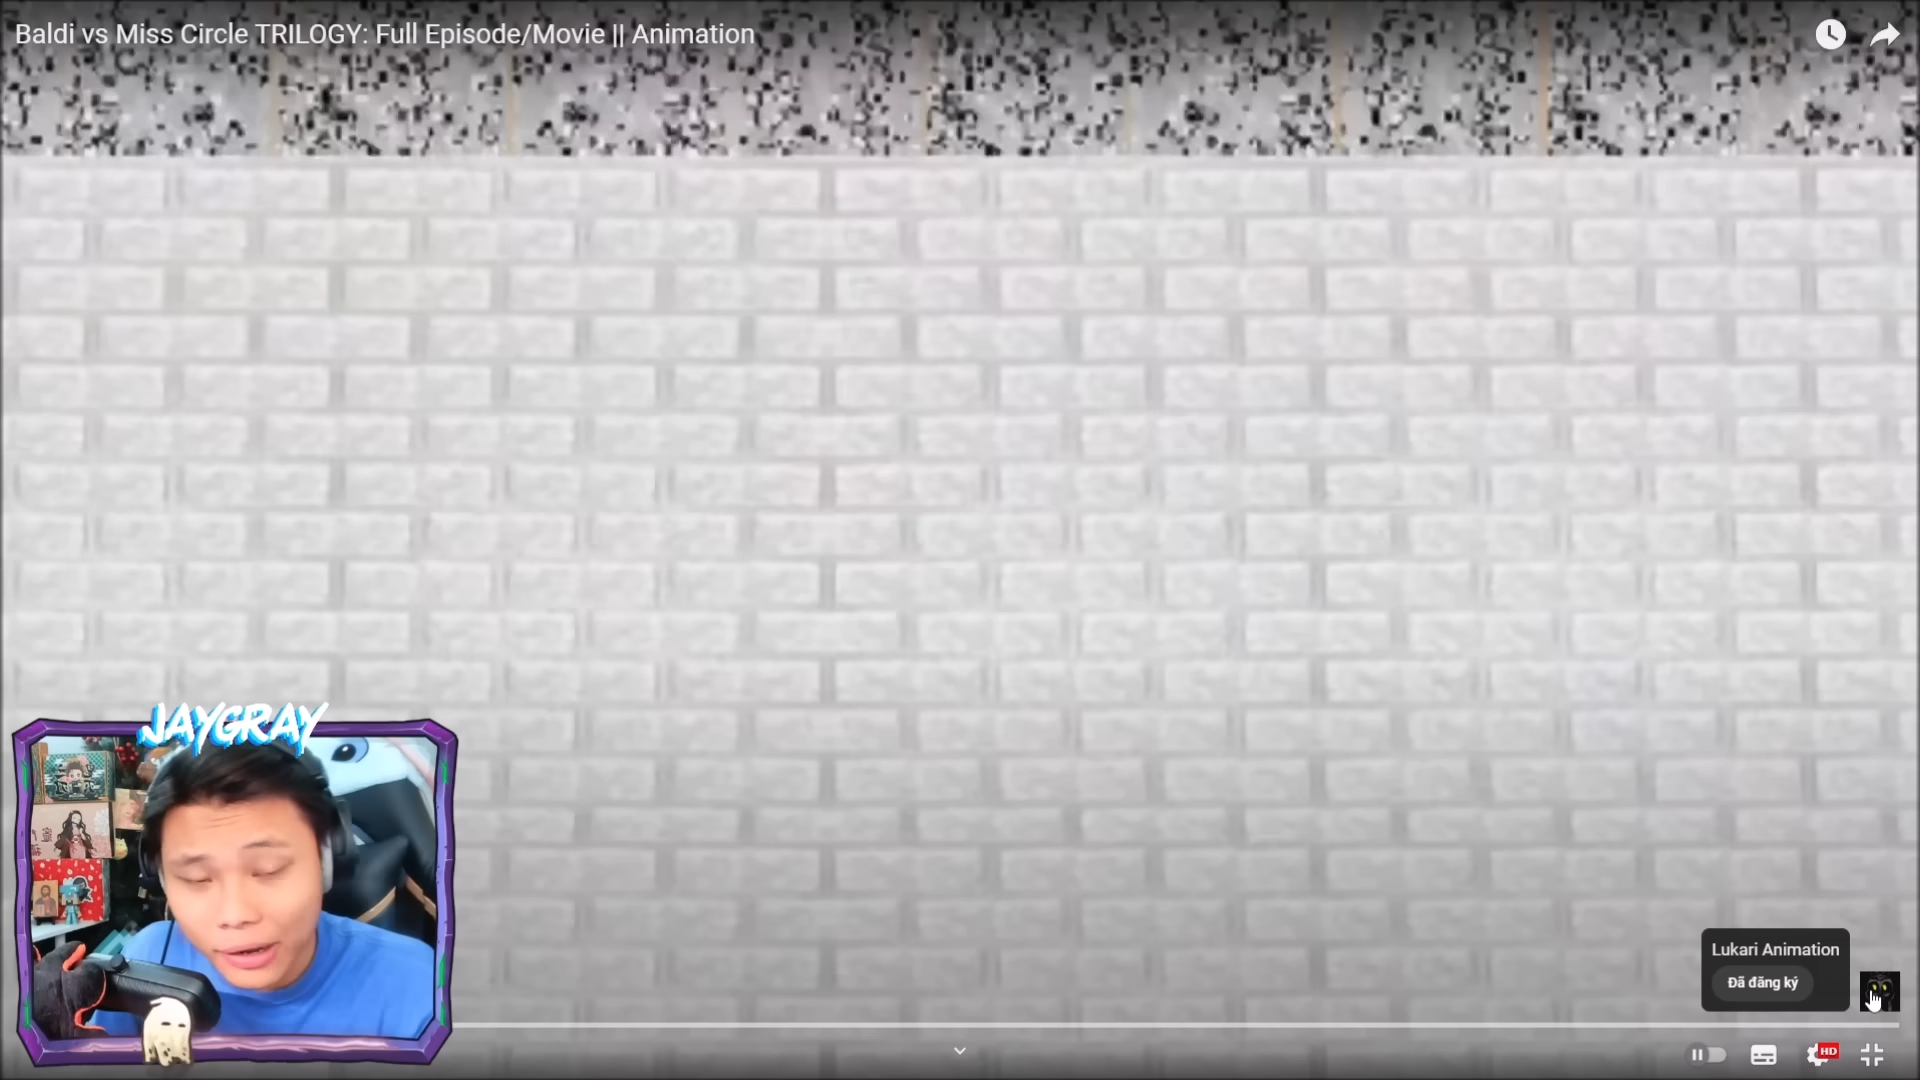 Baldi vs Miss Circle TRILOGY: Full Episode/Movie || Animation
JAYGRAY
Lukari Animation
Đã đăng ký
HD